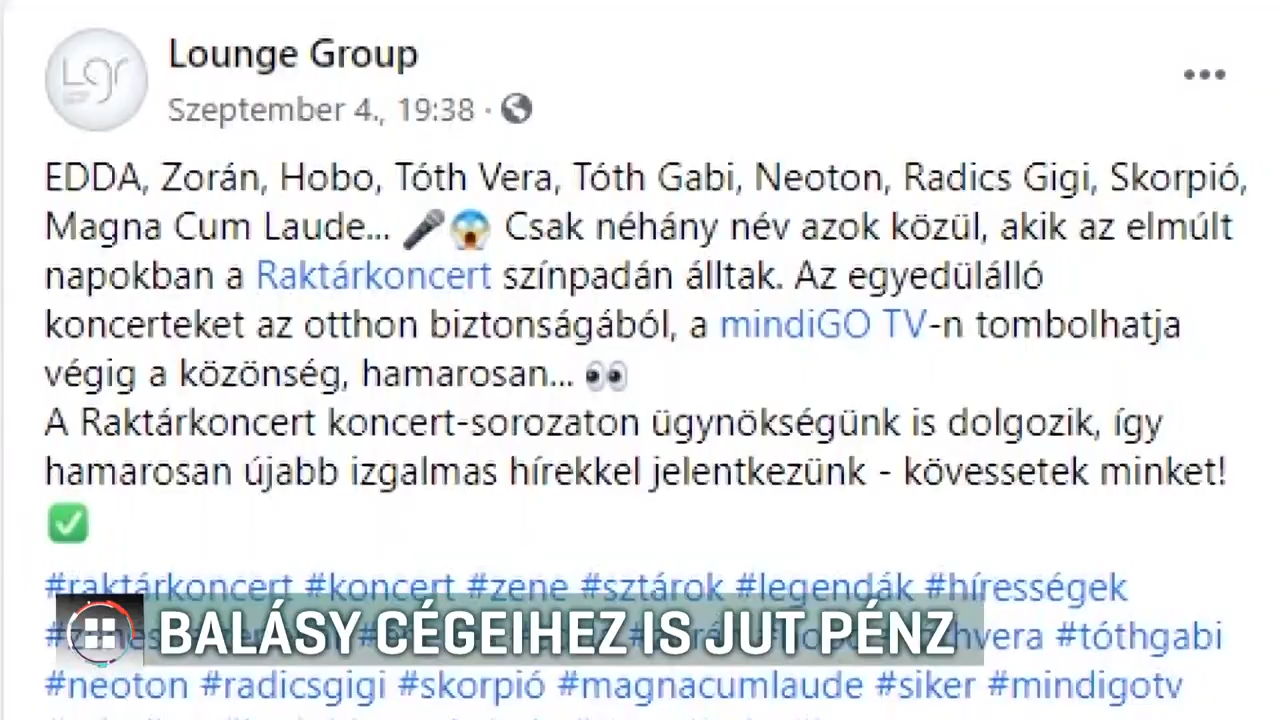 Lounge Group
Szeptember 4., 19:38 ·
EDDA, Zorán, Hobo, Tóth Vera, Tóth Gabi, Neoton, Radics Gigi, Skorpió,
Magna Cum Laude... 🎤😱 Csak néhány név azok közül, akik az elmúlt
napokban a Raktárkoncert színpadán álltak. Az egyedülálló
koncerteket az otthon biztonságából, a mindiGO TV-n tombolhatja
végig a közönség, hamarosan... 👀
A Raktárkoncert koncert-sorozaton ügynökségünk is dolgozik, így
hamarosan újabb izgalmas hírekkel jelentkezünk - kövessetek minket!
✅
#raktárkoncert #koncert #zene #sztárok #legendák #hírességek
BALÁSY CÉGEIHEZ IS JUT PÉNZ
#tóthgabi
#neoton #radicsgigi #skorpió #magnacumlaude #siker #mindigotv